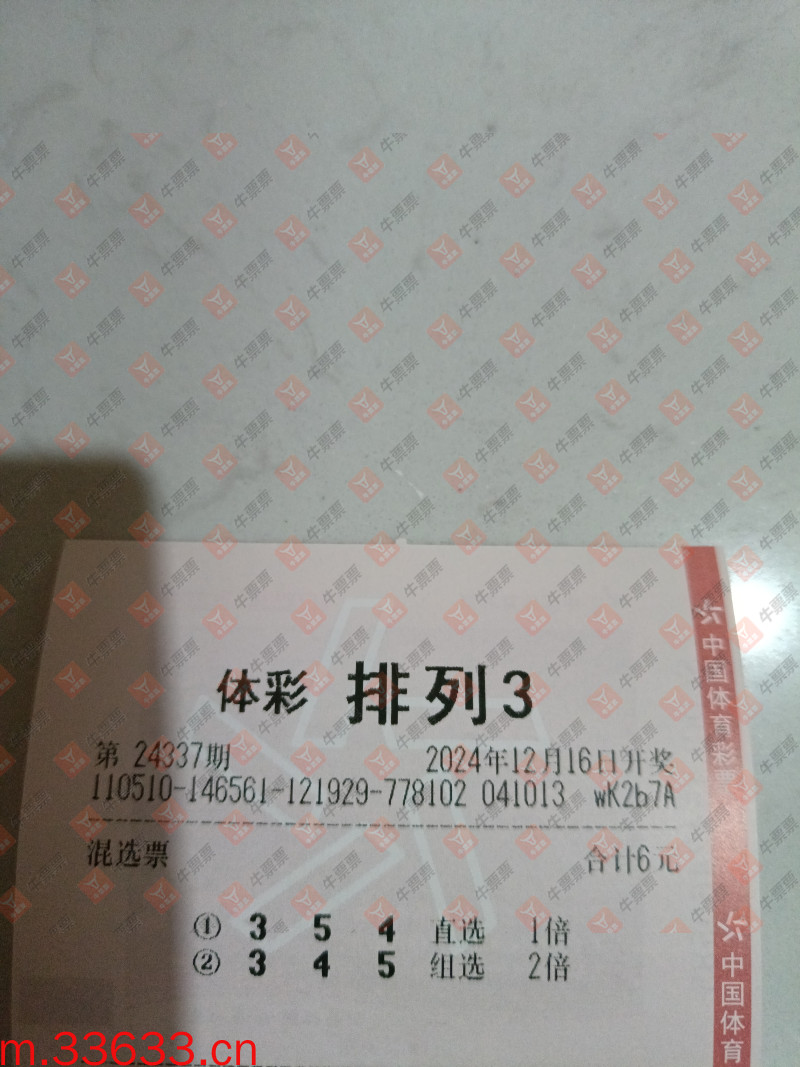 体彩 排列3
第 24337期 2024年12月16日开奖
110510-146561-121929-778102 041013 wK2b7A
混选票 合计6元
① 3 5 4 直选 1倍
② 3 4 5 组选 2倍
中国体育彩票
中国体育
牛票票
m.33633.cn